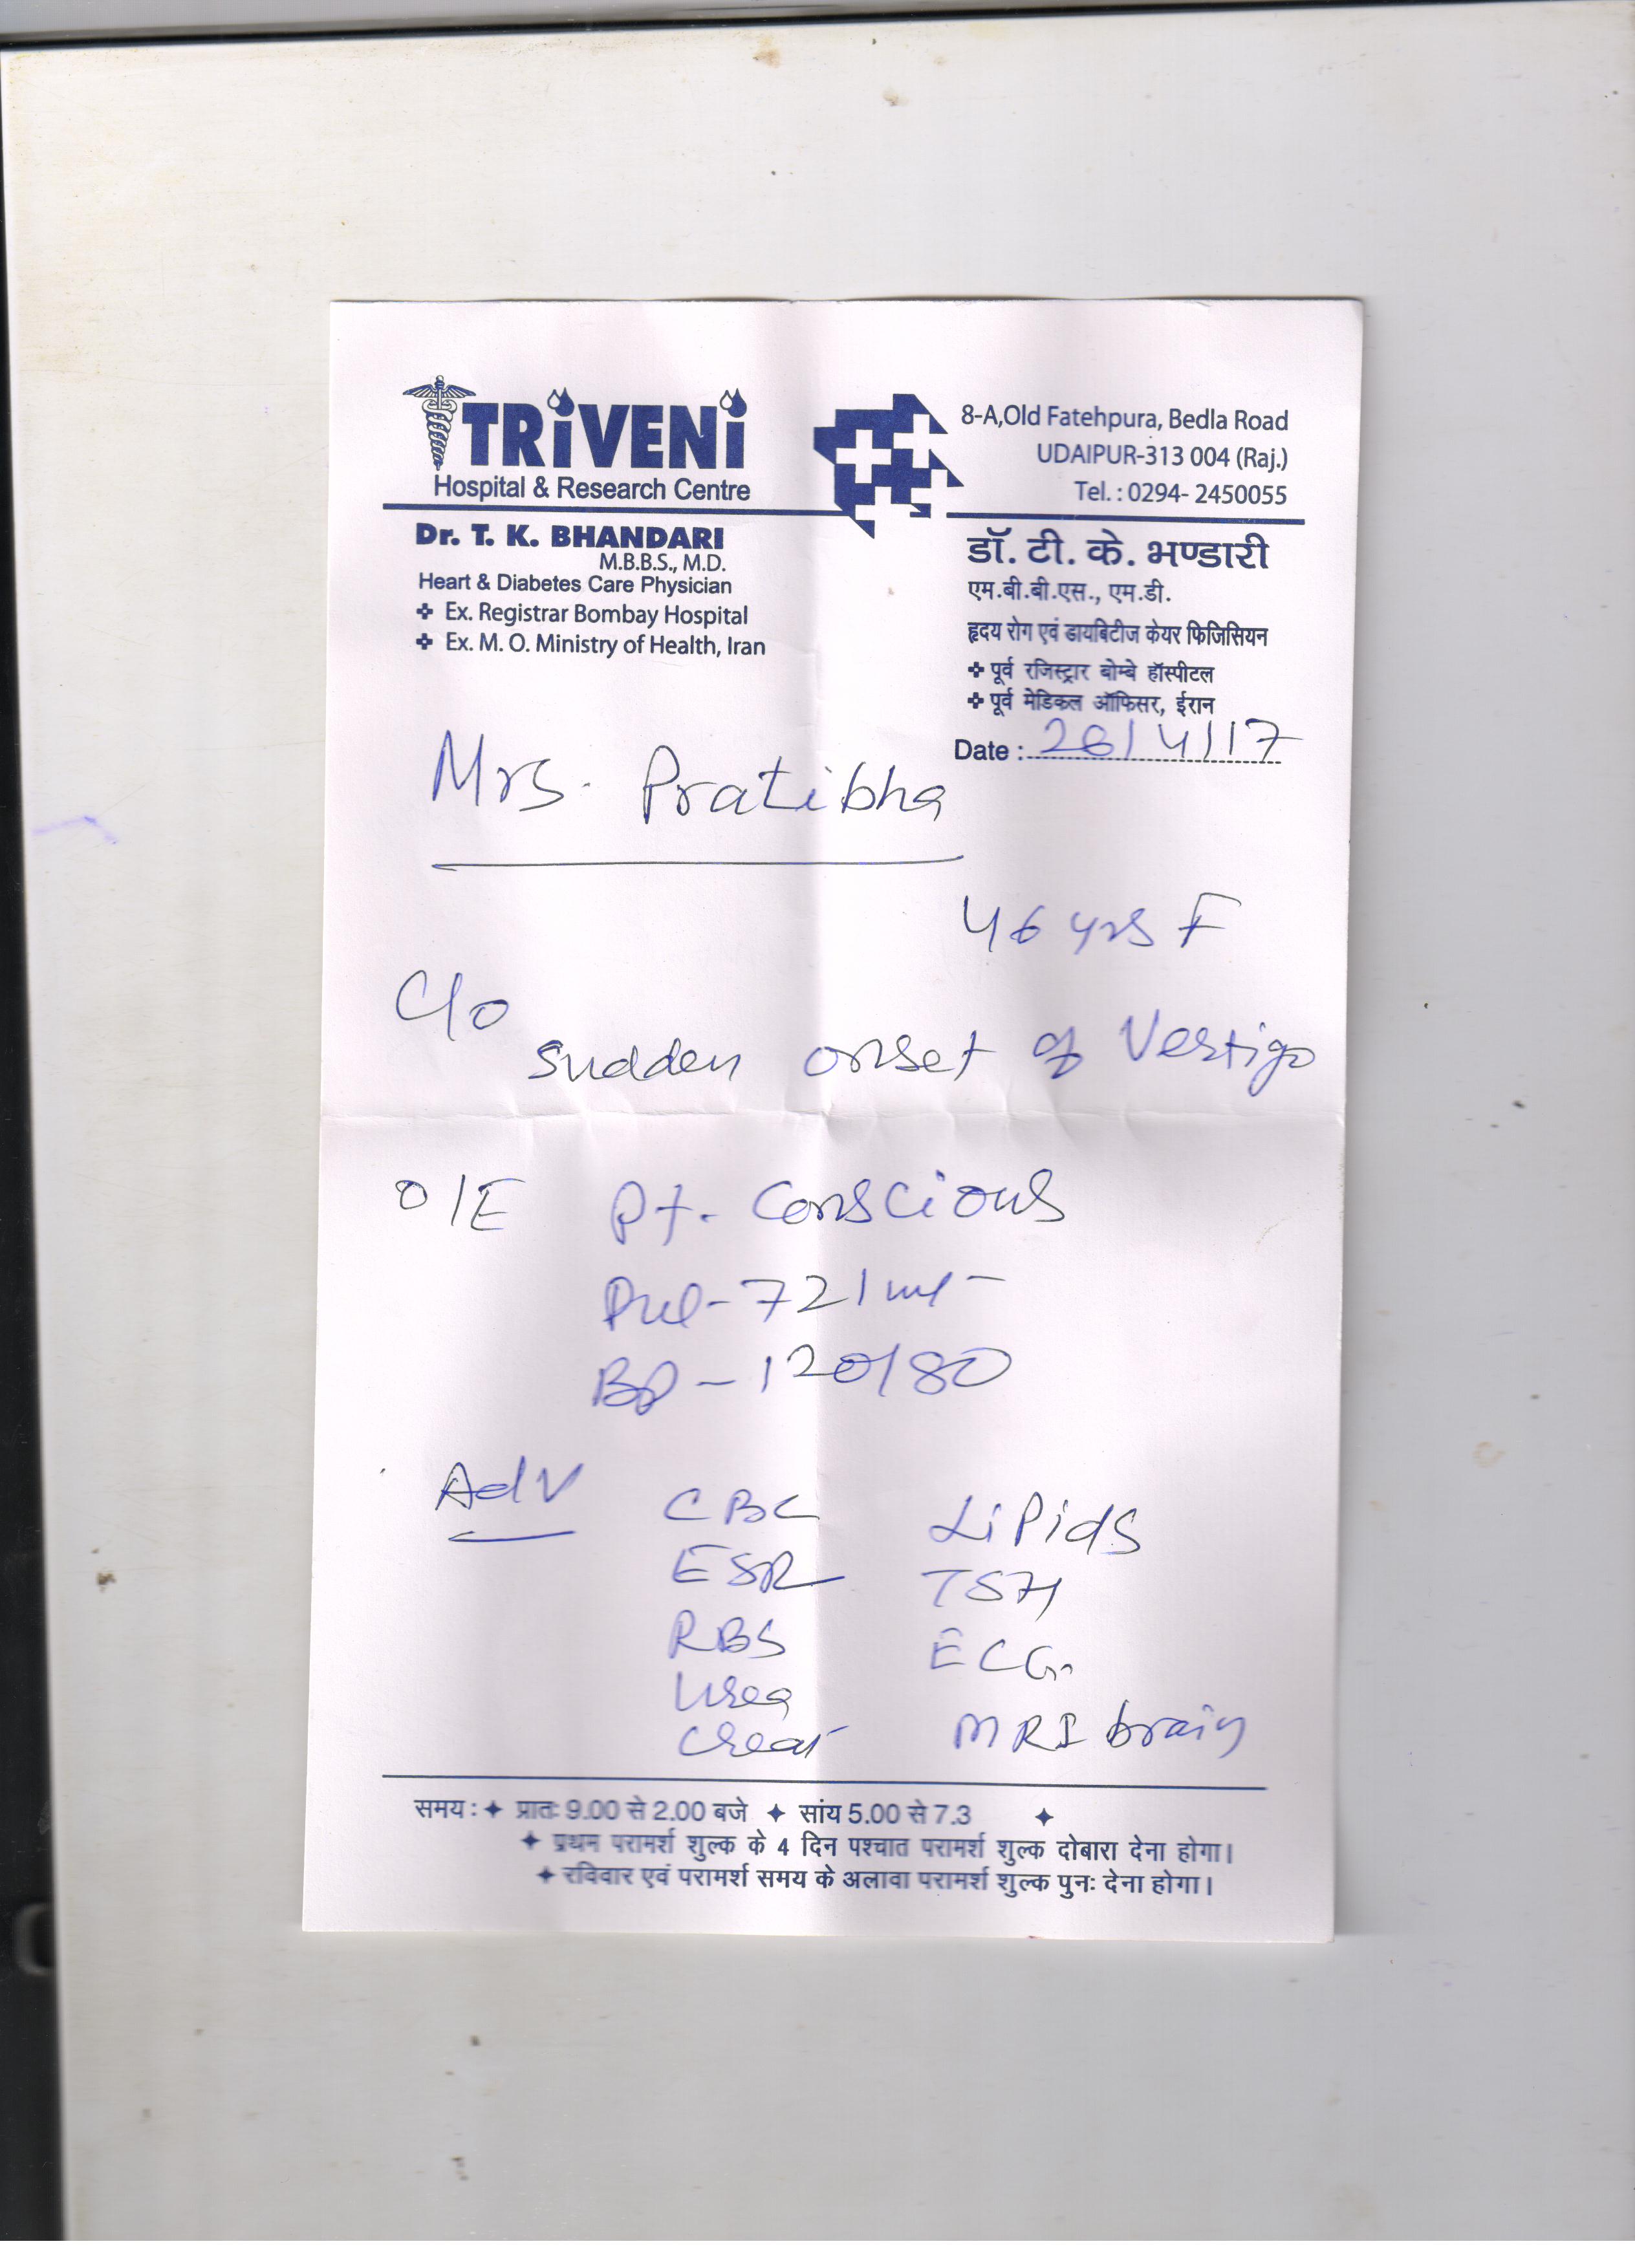 TRiVENi
Hospital & Research Centre
8-A,Old Fatehpura, Bedla Road
UDAIPUR-313 004 (Raj.)
Tel. : 0294- 2450055
Dr. T. K. BHANDARI
M.B.B.S., M.D.
Heart & Diabetes Care Physician
✤ Ex. Registrar Bombay Hospital
✤ Ex. M. O. Ministry of Health, Iran
डॉ. टी. के. भण्डारी
एम.बी.बी.एस., एम.डी.
हृदय रोग एवं डायबिटीज केयर फिजिसियन
✤ पूर्व रजिस्ट्रार बोम्बे हॉस्पीटल
✤ पूर्व मेडिकल ऑफिसर, ईरान
Date : 26/4/17
Mrs. Pratibha
46 yrs F
C/o
sudden onset of Vertigo
O/E Pt. Conscious
Pul-72/mt
BP-120/80
Adv
CBC Lipids
ESR TSH
RBS ECG
Urea
Creat MRI brain
समय : ✦ प्रातः 9.00 से 2.00 बजे ✦ सांय 5.00 से 7.3 ✦
✦ प्रथम परामर्श शुल्क के 4 दिन पश्चात परामर्श शुल्क दोबारा देना होगा।
✦ रविवार एवं परामर्श समय के अलावा परामर्श शुल्क पुनः देना होगा।